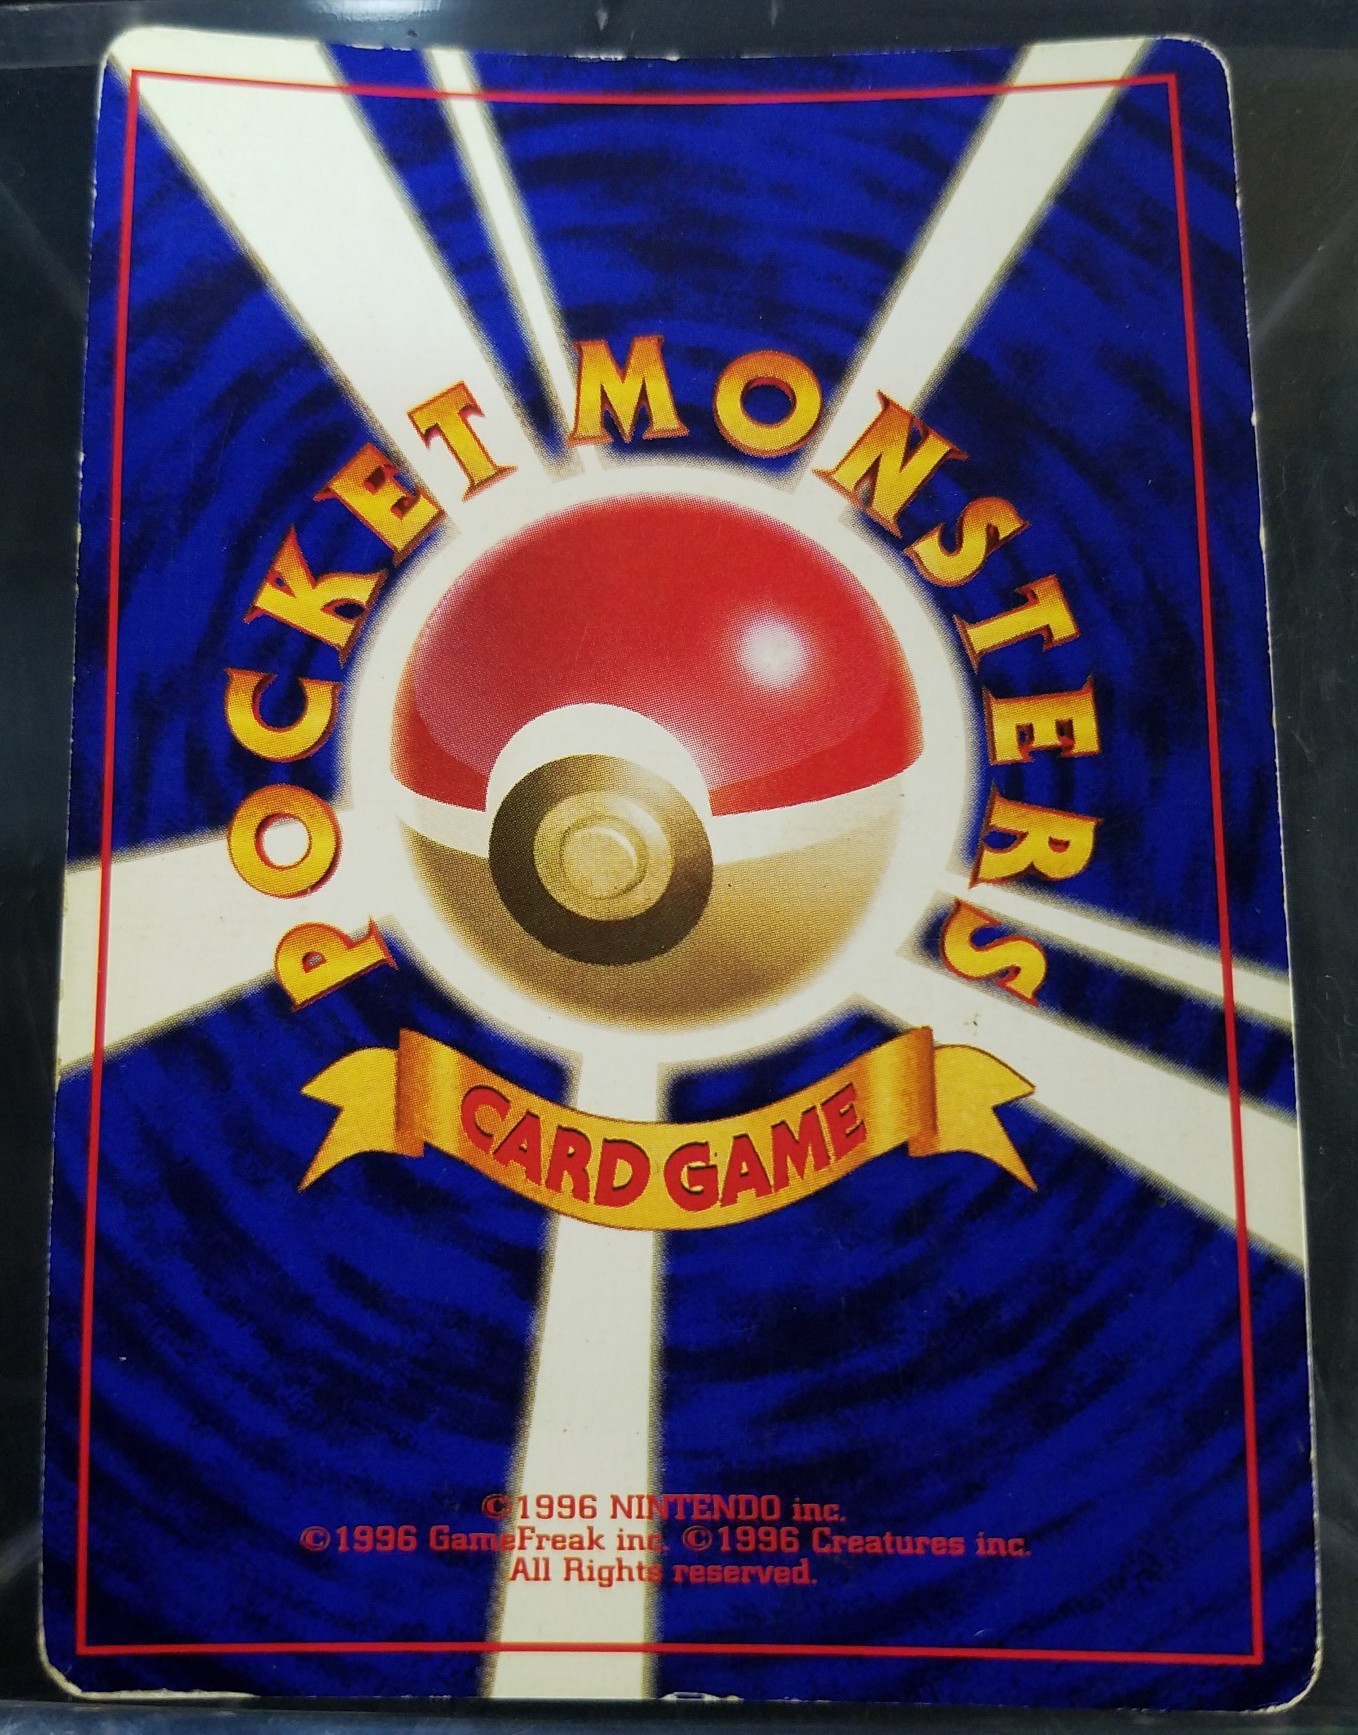 POCKET MONSTERS
CARD GAME
©1996 NINTENDO inc.
©1996 GameFreak inc. ©1996 Creatures inc.
All Rights reserved.